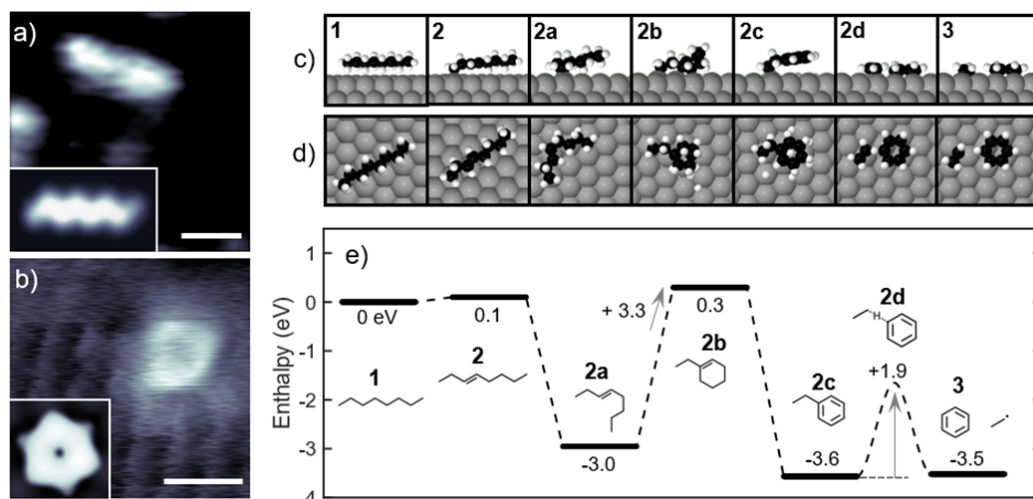 a)
b)
c)
1 2 2a 2b 2c 2d 3
d)
e)
Enthalpy (eV)
1
0
-1
-2
-3
-4
0 eV
1
0.1
2
2a
-3.0
+ 3.3
0.3
2b
2c
-3.6
2d
H
+1.9
3
-3.5